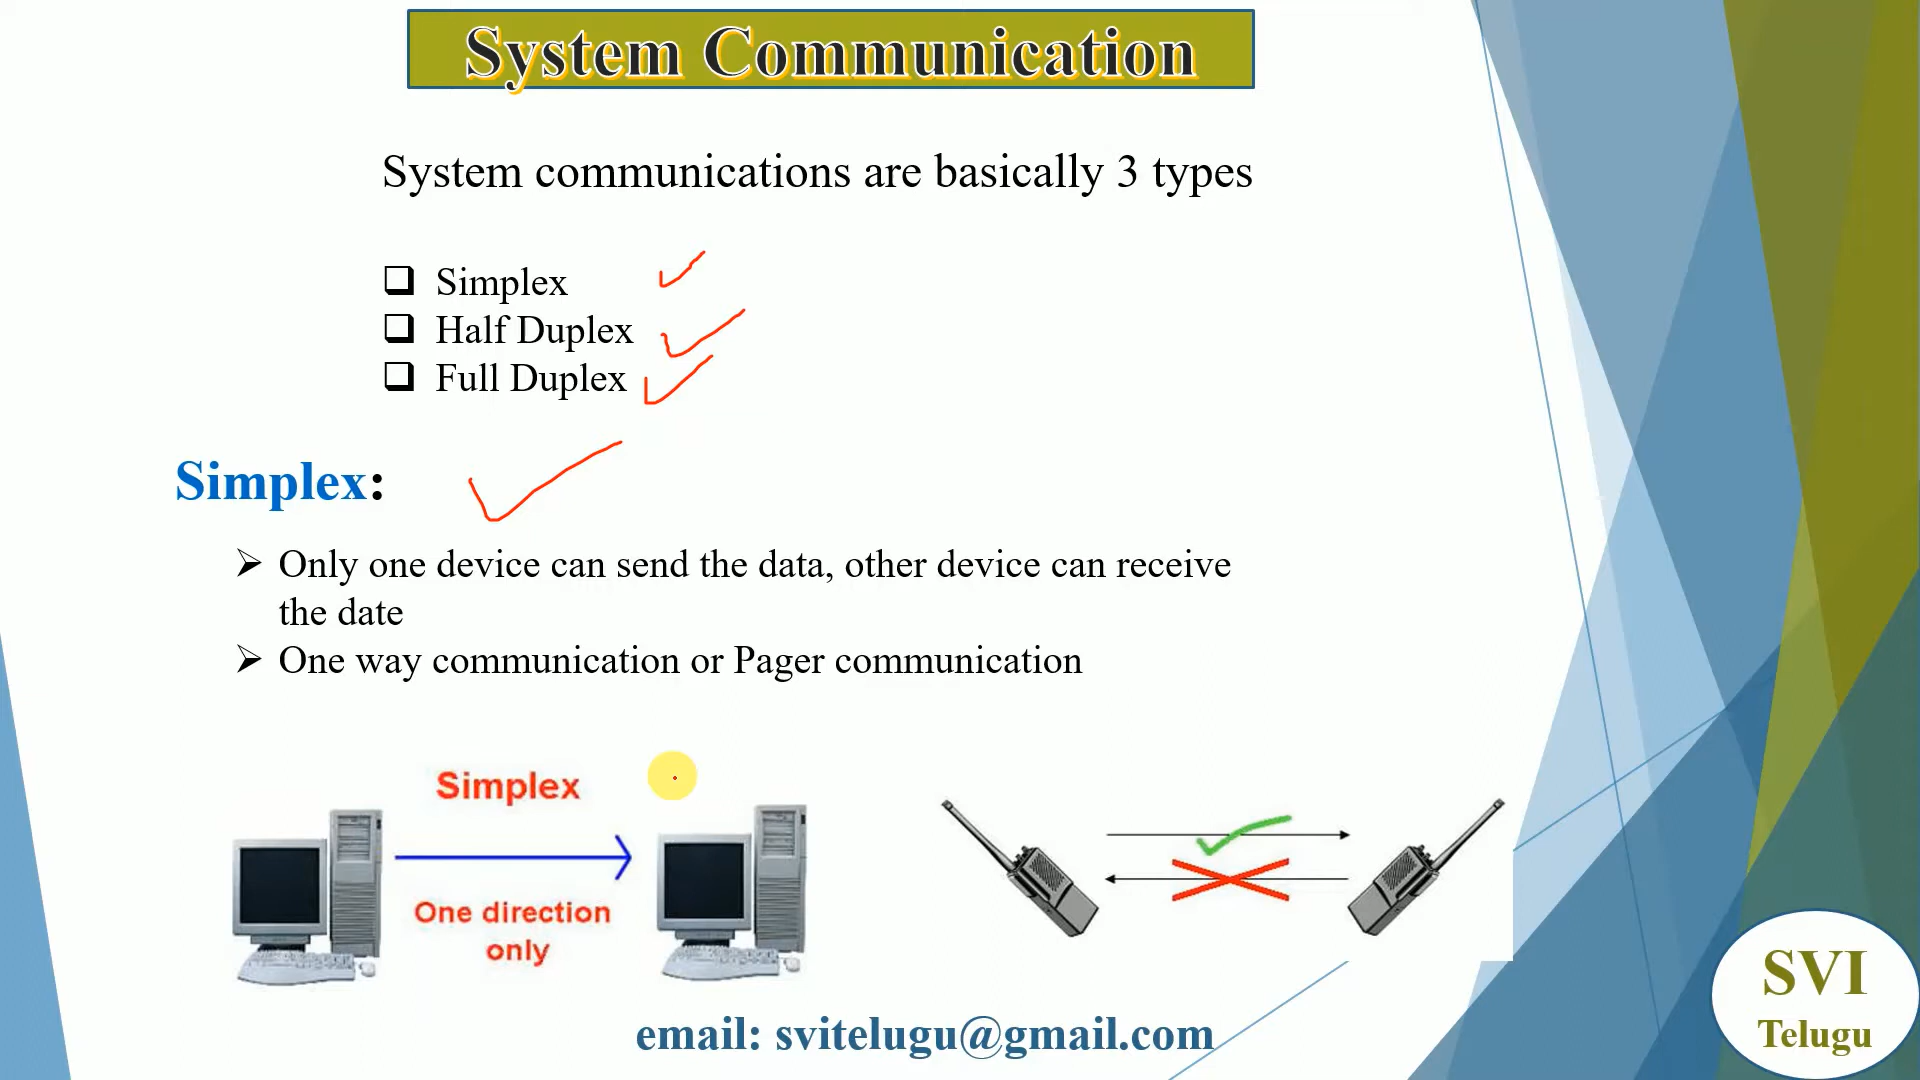 System Communication
System communications are basically 3 types
Simplex
Half Duplex
Full Duplex
Simplex:
Only one device can send the data, other device can receive
the date
One way communication or Pager communication
Simplex
One direction
only
email: svitelugu@gmail.com
SVI
Telugu